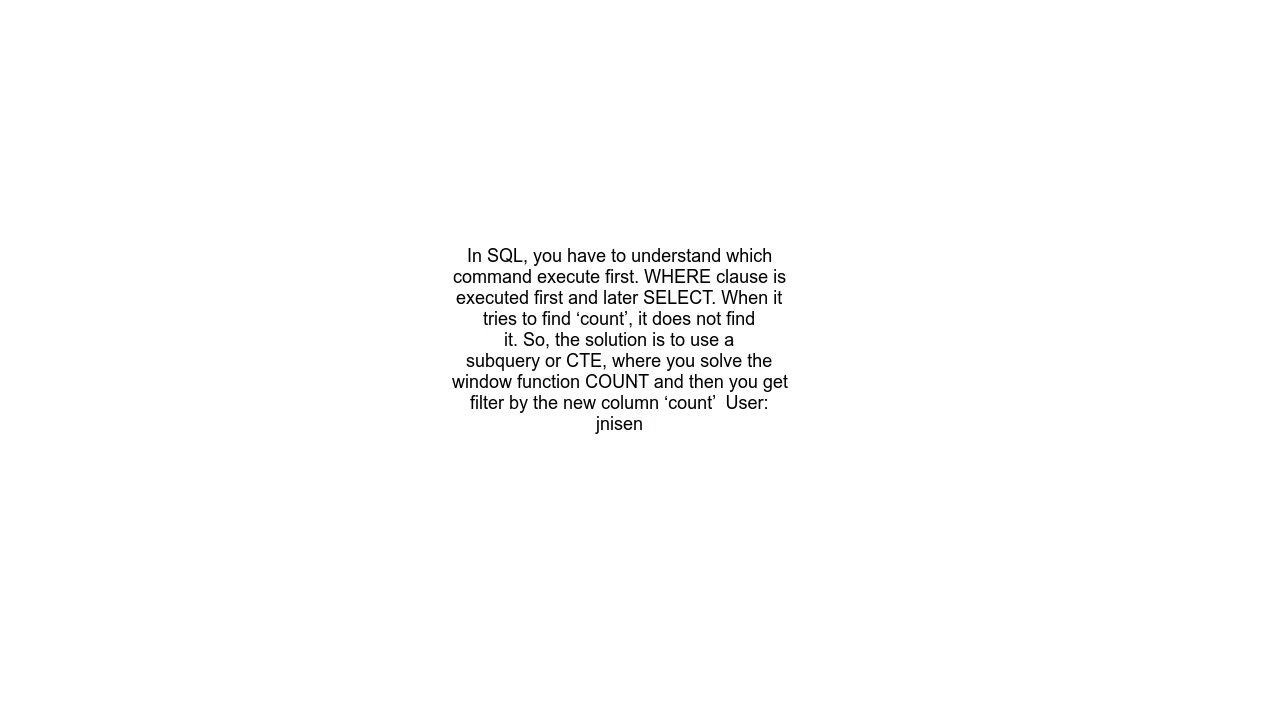 In SQL, you have to understand which
command execute first. WHERE clause is
executed first and later SELECT. When it
tries to find ‘count’, it does not find
it. So, the solution is to use a
subquery or CTE, where you solve the
window function COUNT and then you get
filter by the new column ‘count’  User:
jnisen